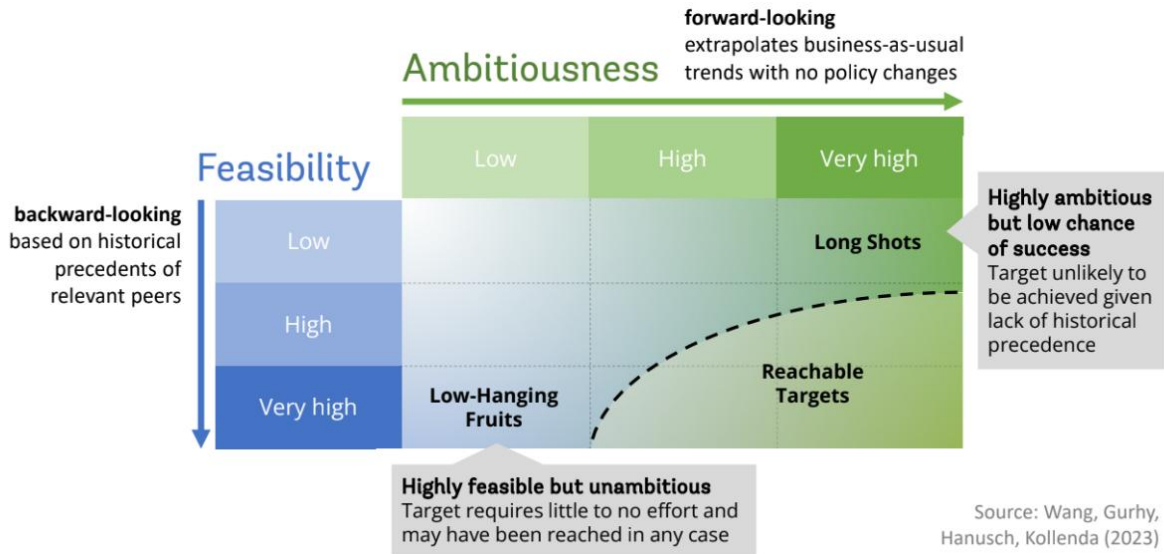 forward-looking
extrapolates business-as-usual
trends with no policy changes
Ambitiousness
Low
High
Very high
Feasibility
backward-looking
based on historical
precedents of
relevant peers
Low
High
Very high
Long Shots
Reachable
Targets
Low-Hanging
Fruits
Highly ambitious
but low chance
of success
Target unlikely to
be achieved given
lack of historical
precedence
Highly feasible but unambitious
Target requires little to no effort and
may have been reached in any case
Source: Wang, Gurhy,
Hanusch, Kollenda (2023)